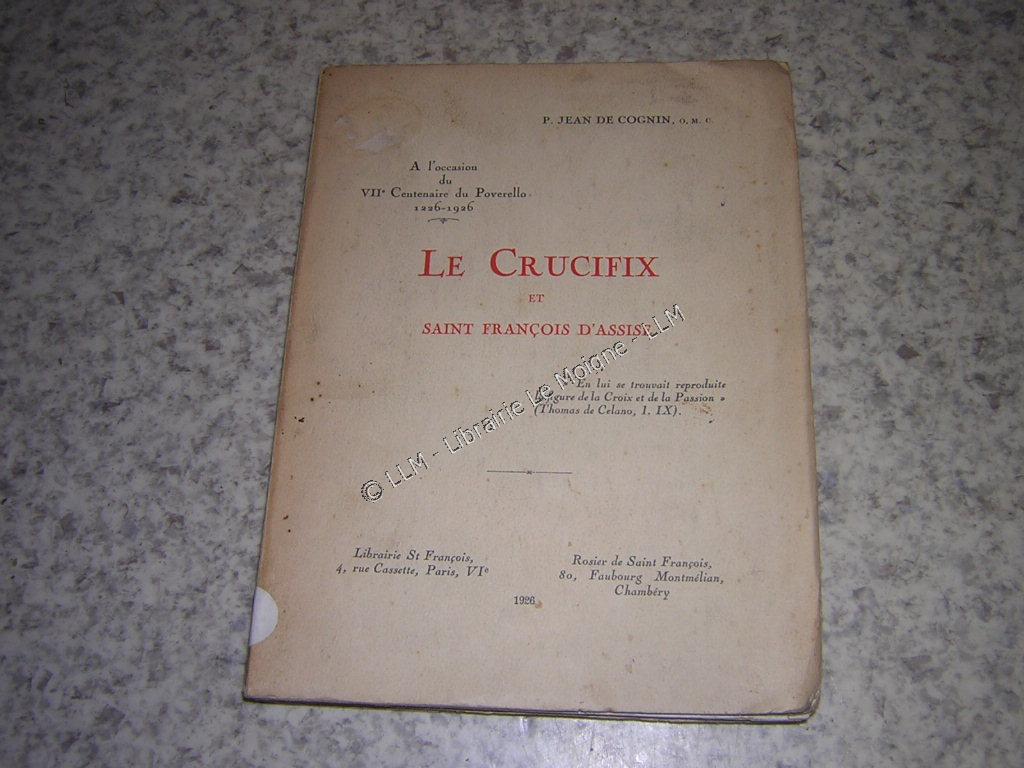 P. JEAN DE COGNIN, O. M. C.
A l'occasion
du
VIIe Centenaire du Poverello
1226-1926
LE CRUCIFIX
ET
SAINT FRANÇOIS D'ASSISE
« En lui se trouvait reproduite
figure de la Croix et de la Passion »
(Thomas de Celano, 1. IX).
© LLM - Librairie Le Moigne - LLM
Librairie St François,
4, rue Cassette, Paris, VIe
Rosier de Saint François,
80, Faubourg Montmélian,
Chambéry
1926